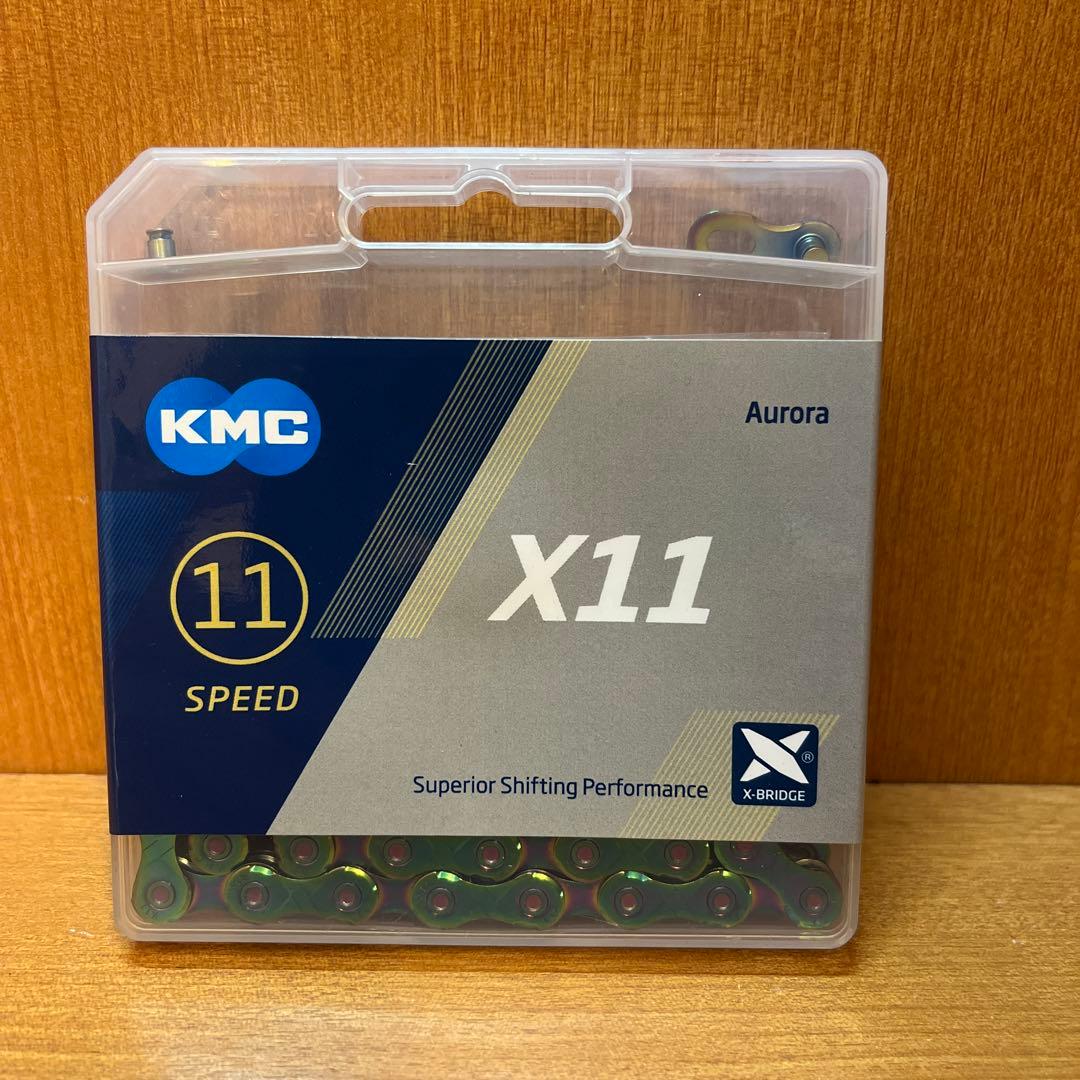 KMC
Aurora
11
SPEED
X11
Superior Shifting Performance
®
X-BRIDGE